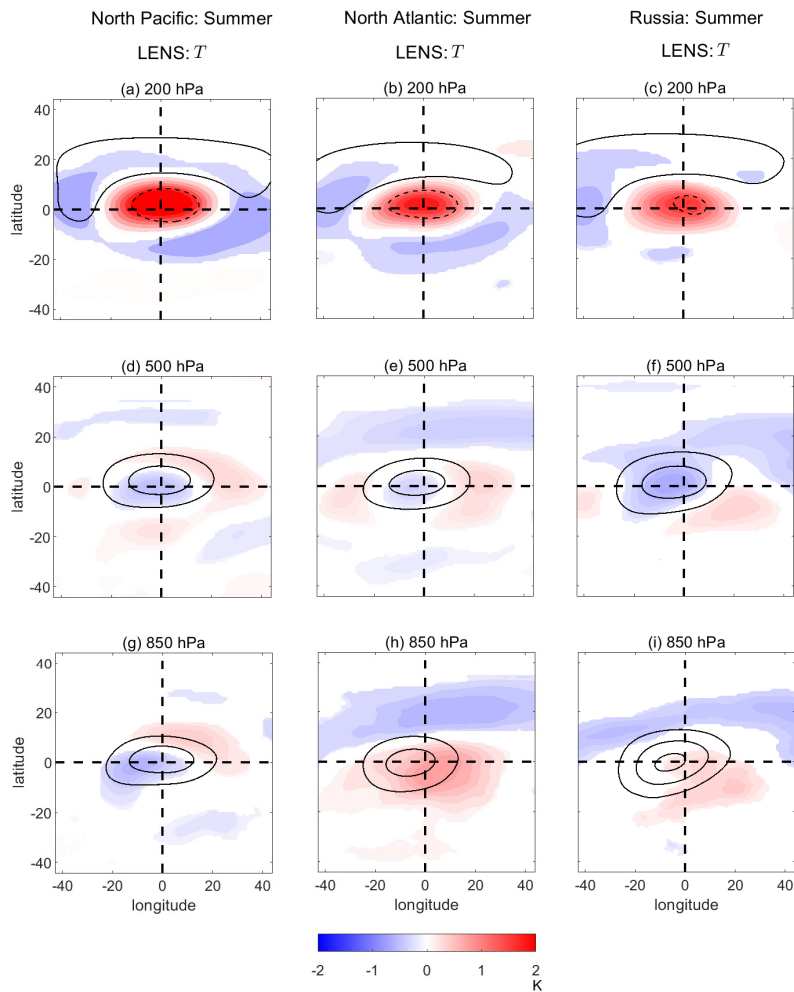 North Pacific: Summer North Atlantic: Summer Russia: Summer
LENS: T LENS: T LENS: T
(a) 200 hPa (b) 200 hPa (c) 200 hPa
40
20
0
-20
-40
latitude
(d) 500 hPa (e) 500 hPa (f) 500 hPa
40
20
0
-20
-40
latitude
(g) 850 hPa (h) 850 hPa (i) 850 hPa
40
20
0
-20
-40
latitude
-40 -20 0 20 40 -40 -20 0 20 40 -40 -20 0 20 40
longitude longitude longitude
-2 -1 0 1 2
K